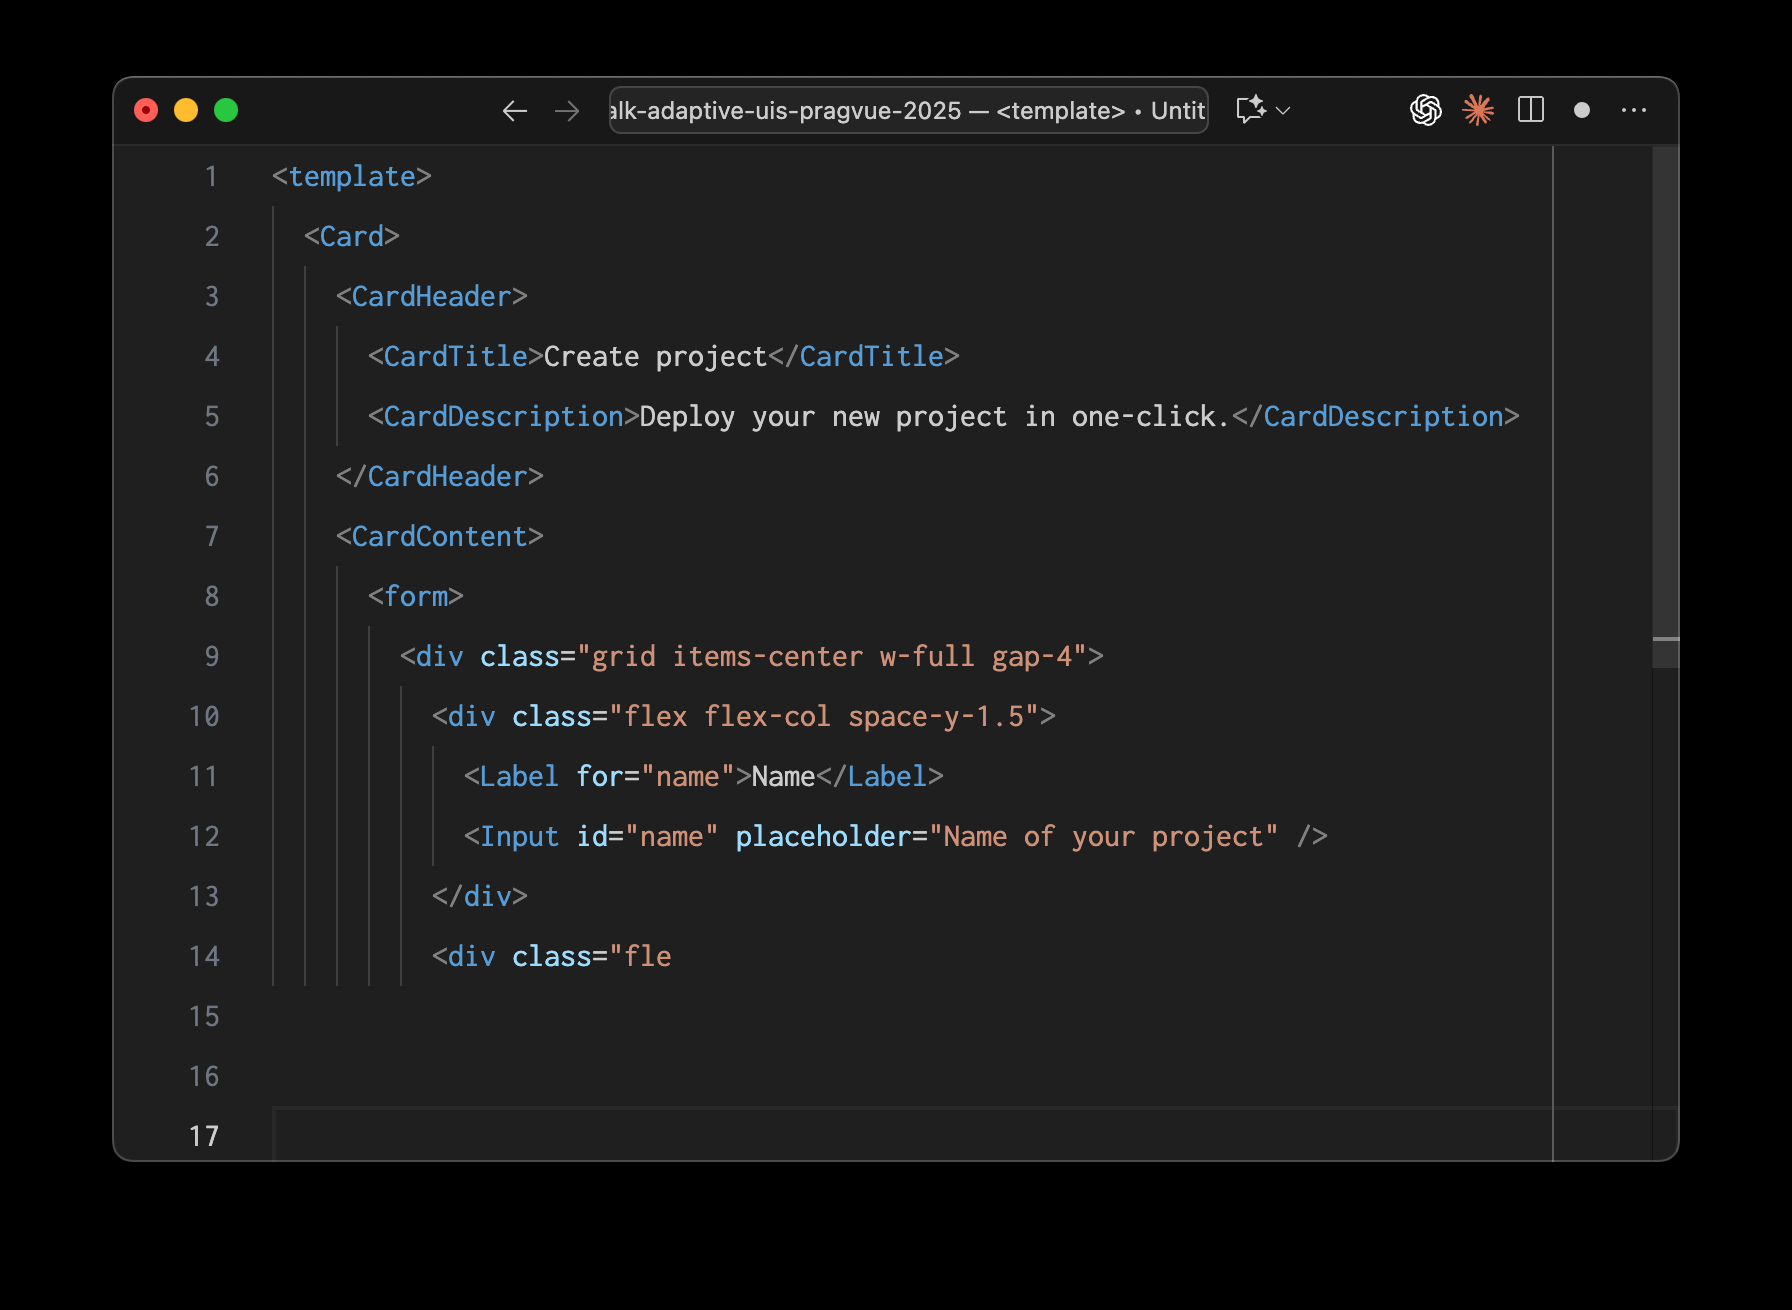 alk-adaptive-uis-pragvue-2025 — <template> • Untit
1 <template>
2 <Card>
3 <CardHeader>
4 <CardTitle>Create project</CardTitle>
5 <CardDescription>Deploy your new project in one-click.</CardDescription>
6 </CardHeader>
7 <CardContent>
8 <form>
9 <div class="grid items-center w-full gap-4">
10 <div class="flex flex-col space-y-1.5">
11 <Label for="name">Name</Label>
12 <Input id="name" placeholder="Name of your project" />
13 </div>
14 <div class="fle
15
16
17